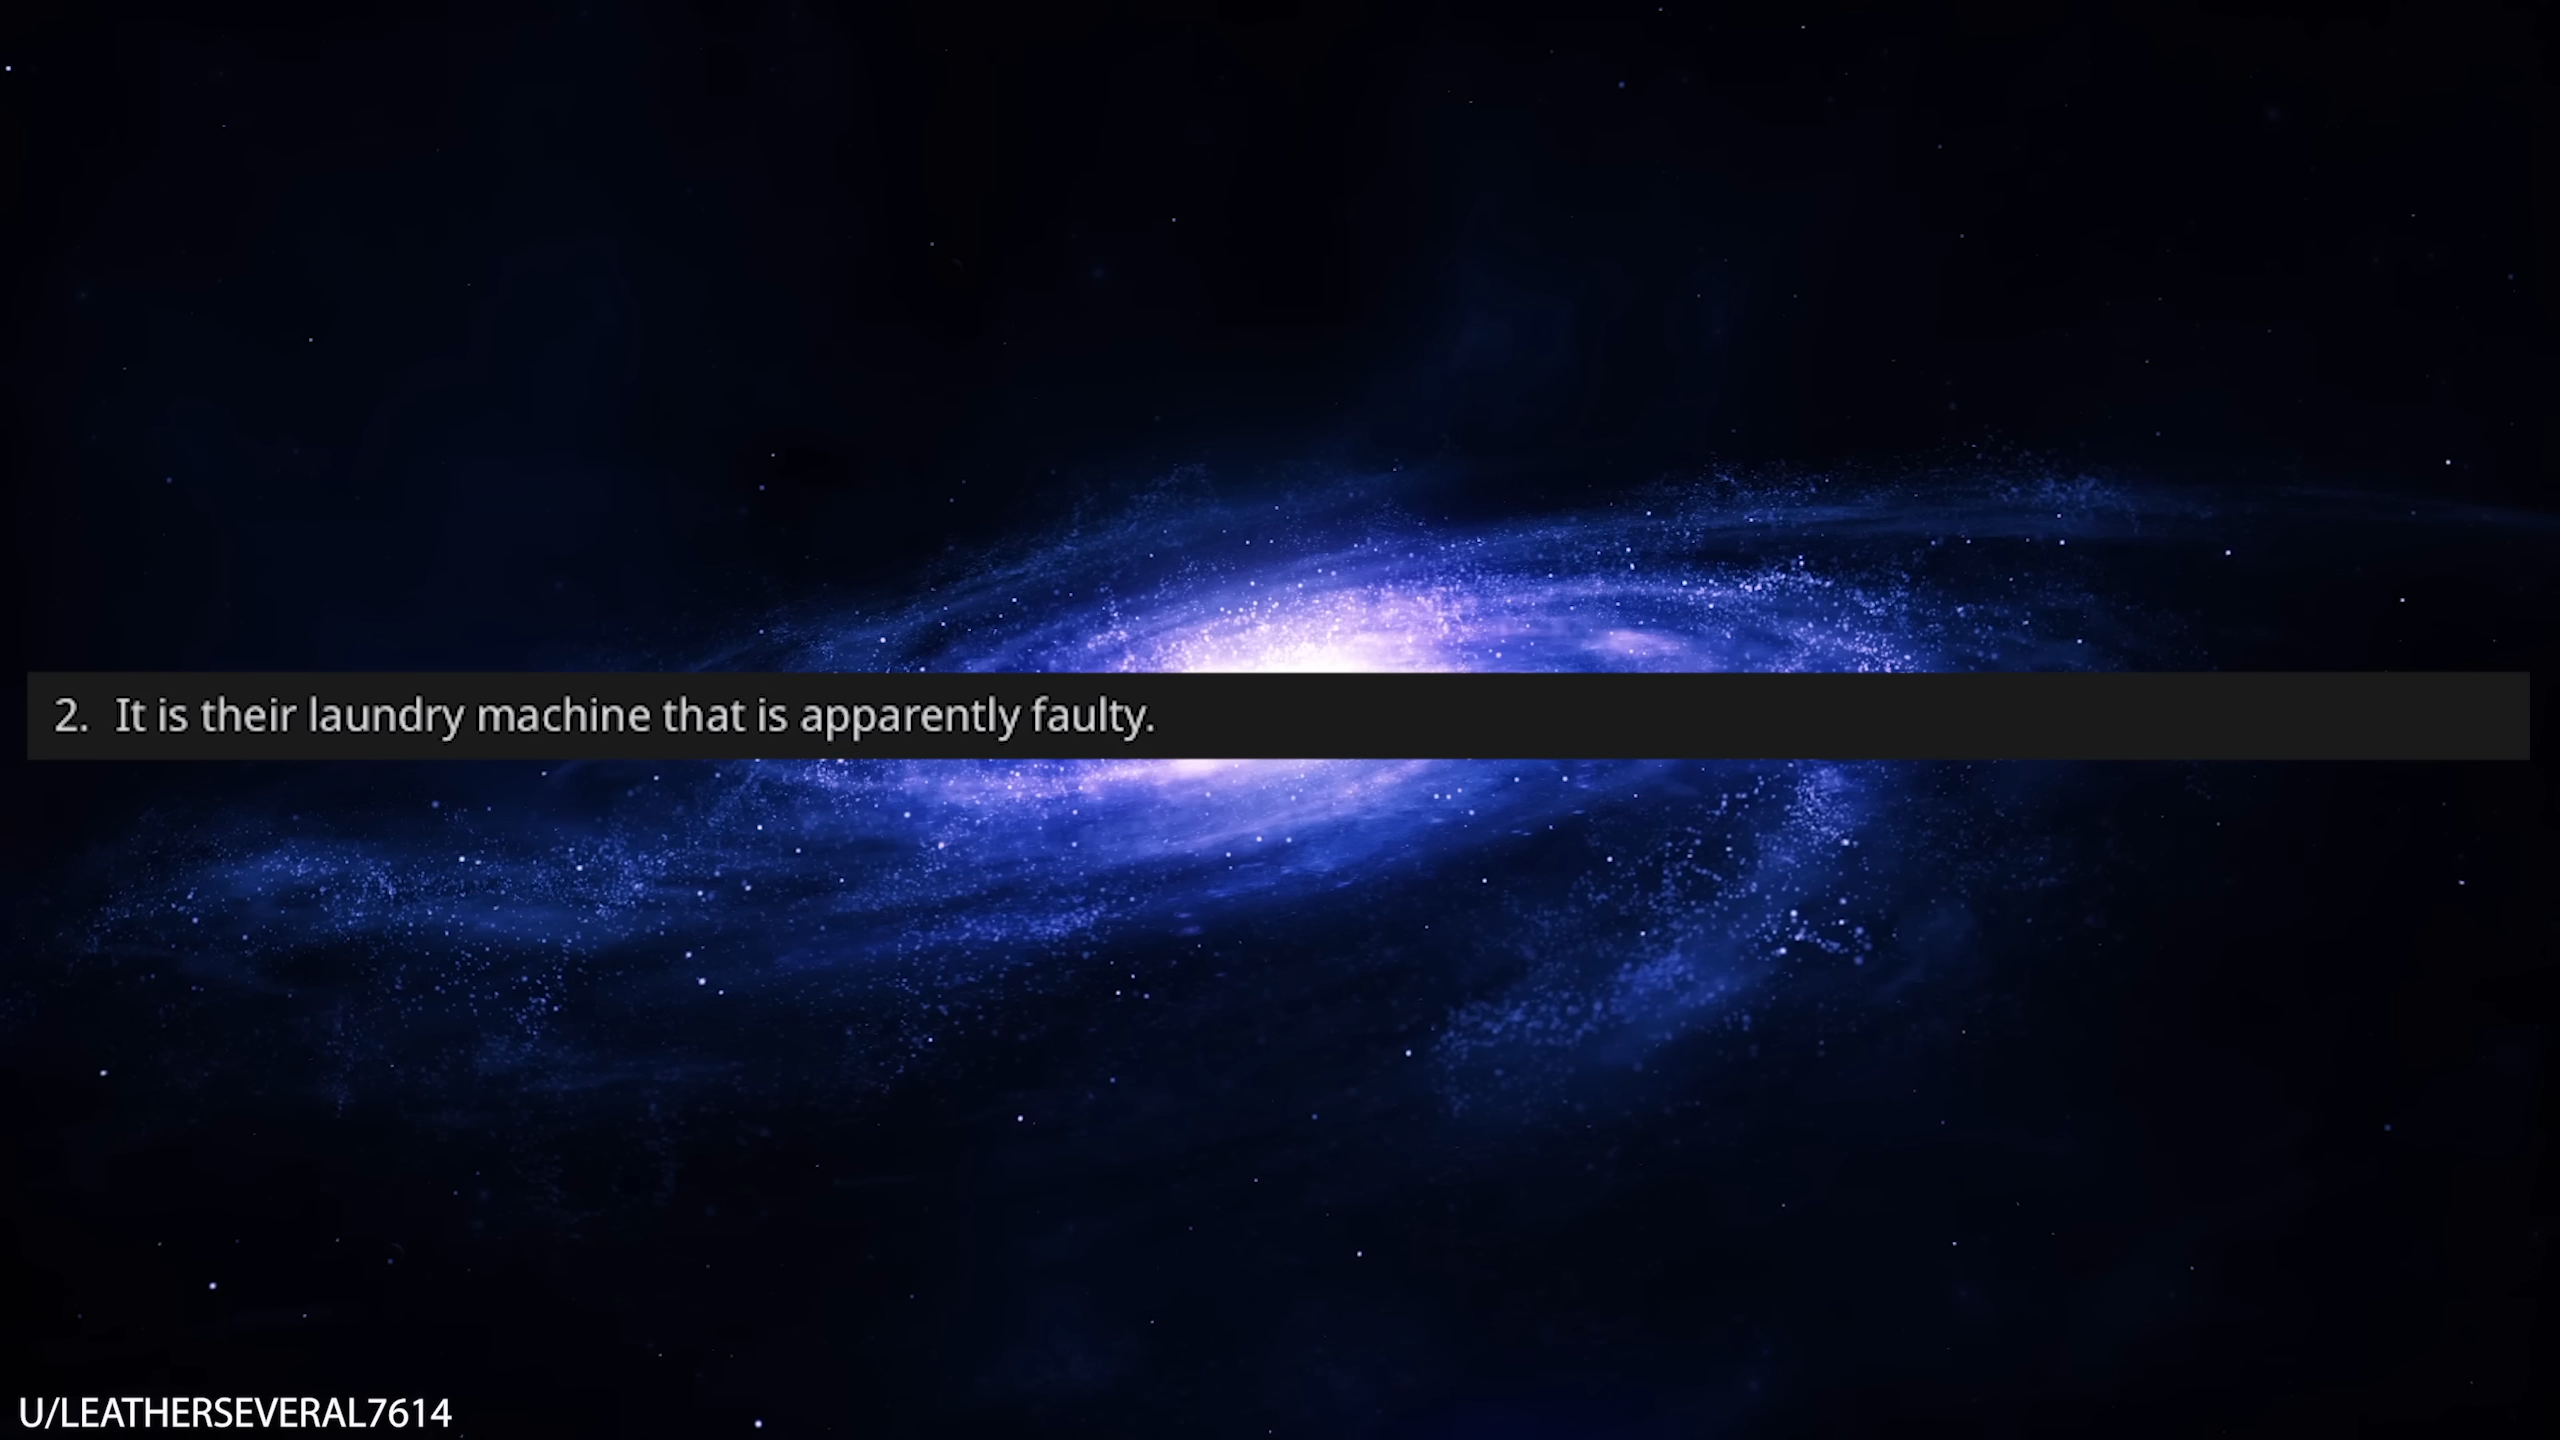 2. It is their laundry machine that is apparently faulty.
U/LEATHERSEVERAL7614